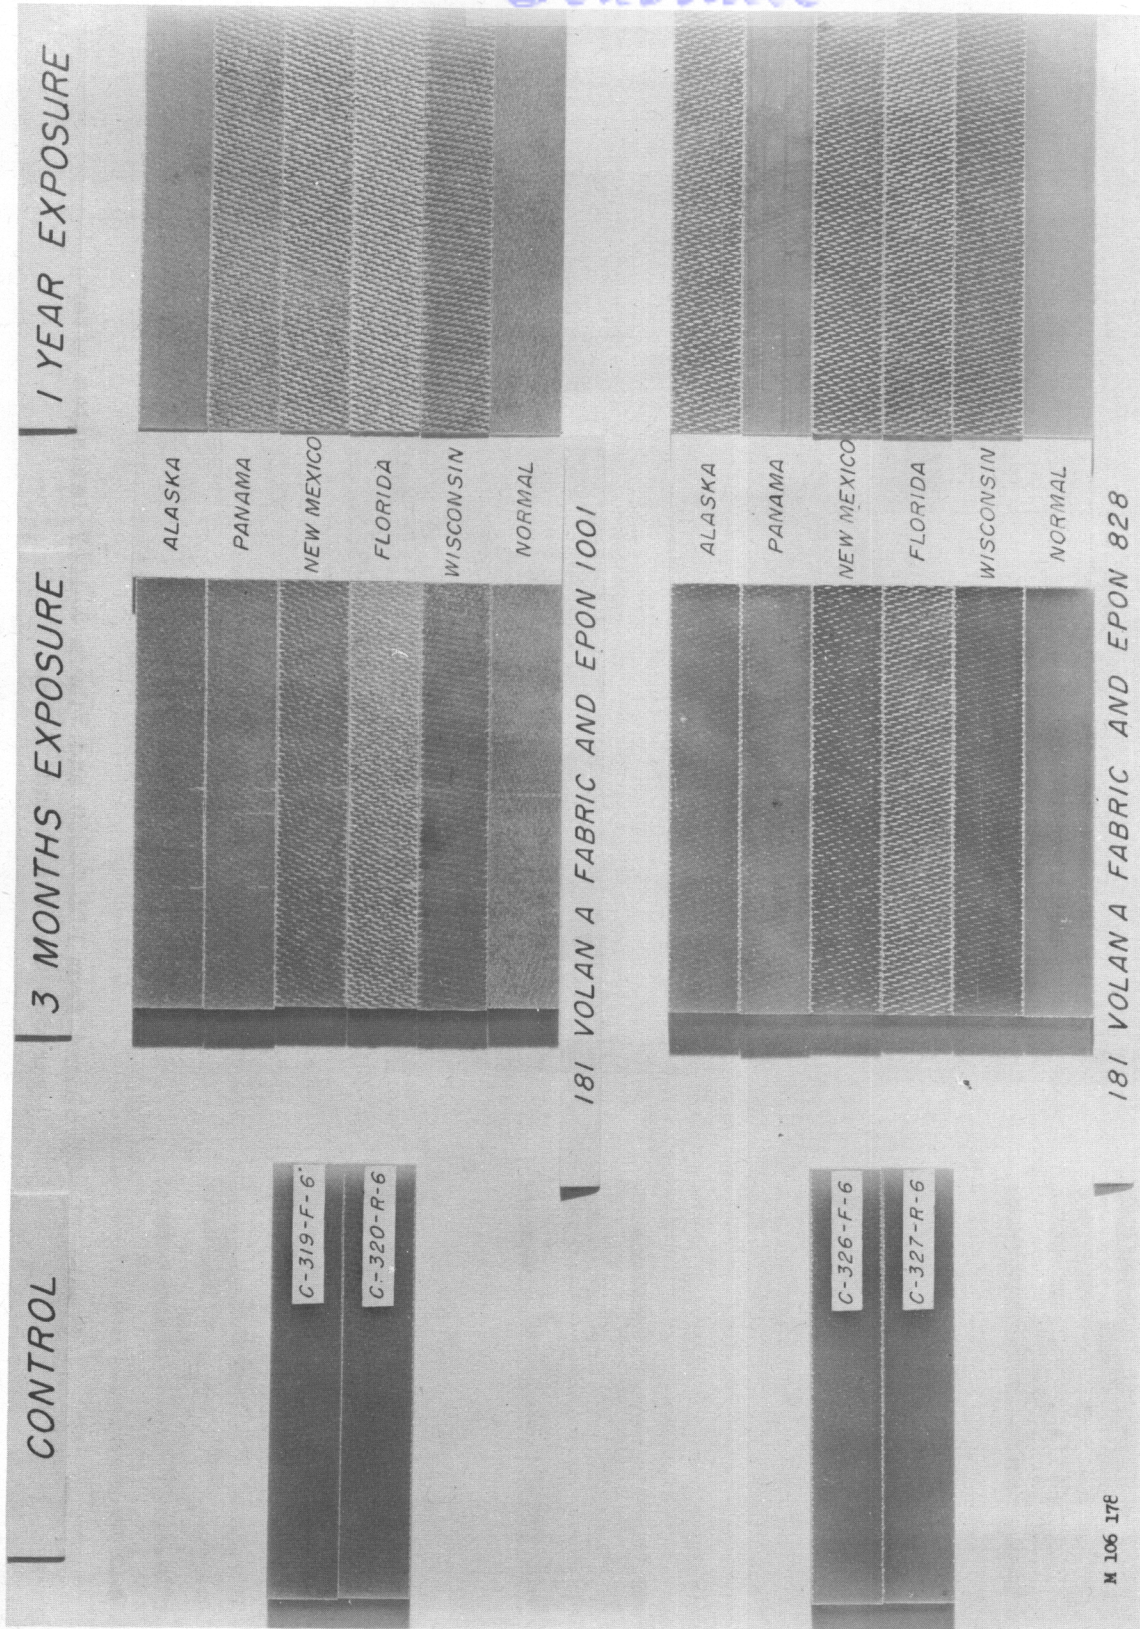 CONTROL
3 MONTHS EXPOSURE
1 YEAR EXPOSURE
C-319-F-6
C-320-R-6
ALASKA
PANAMA
NEW MEXICO
FLORIDA
WISCONSIN
NORMAL
181 VOLAN A FABRIC AND EPON 1001
C-326-F-6
C-327-R-6
ALASKA
PANAMA
NEW MEXICO
FLORIDA
WISCONSIN
NORMAL
181 VOLAN A FABRIC AND EPON 828
M 106 178